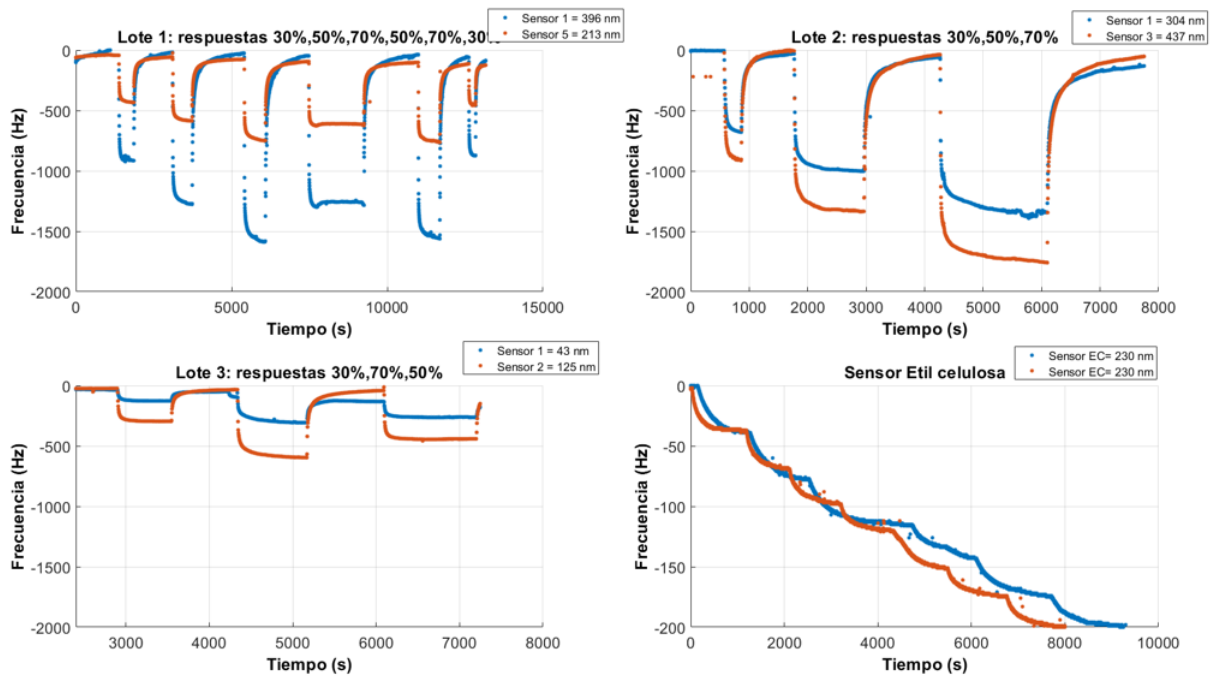 Sensor 1 = 396 nm
Sensor 5 = 213 nm
Lote 1: respuestas 30%,50%,70%,50%,70%,30%
0
-500
-1000
-1500
-2000
Frecuencia (Hz)
0 5000 10000 15000
Tiempo (s)
Sensor 1 = 304 nm
Sensor 3 = 437 nm
Lote 2: respuestas 30%,50%,70%
0
-500
-1000
-1500
-2000
Frecuencia (Hz)
0 1000 2000 3000 4000 5000 6000 7000 8000
Tiempo (s)
Sensor 1 = 43 nm
Sensor 2 = 125 nm
Lote 3: respuestas 30%,70%,50%
0
-500
-1000
-1500
-2000
Frecuencia (Hz)
3000 4000 5000 6000 7000 8000
Tiempo (s)
Sensor EC= 230 nm
Sensor EC= 230 nm
Sensor Etil celulosa
0
-50
-100
-150
-200
Frecuencia (Hz)
0 2000 4000 6000 8000 10000
Tiempo (s)